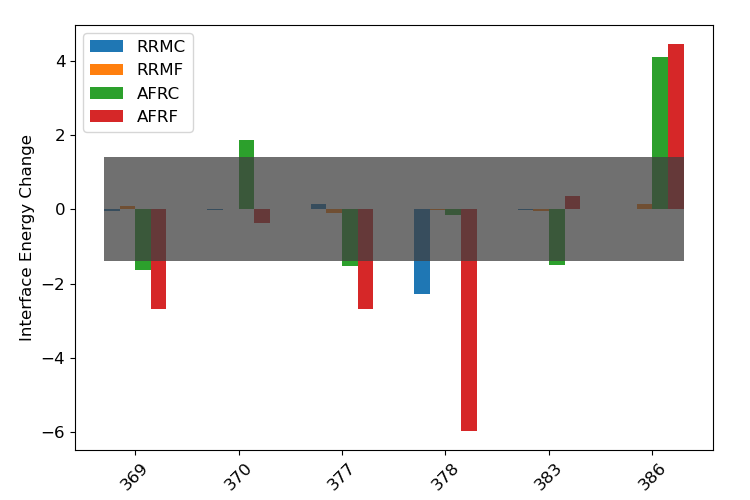 RRMC
RRMF
AFRC
AFRF
Interface Energy Change
4
2
0
−2
−4
−6
369
370
377
378
383
386